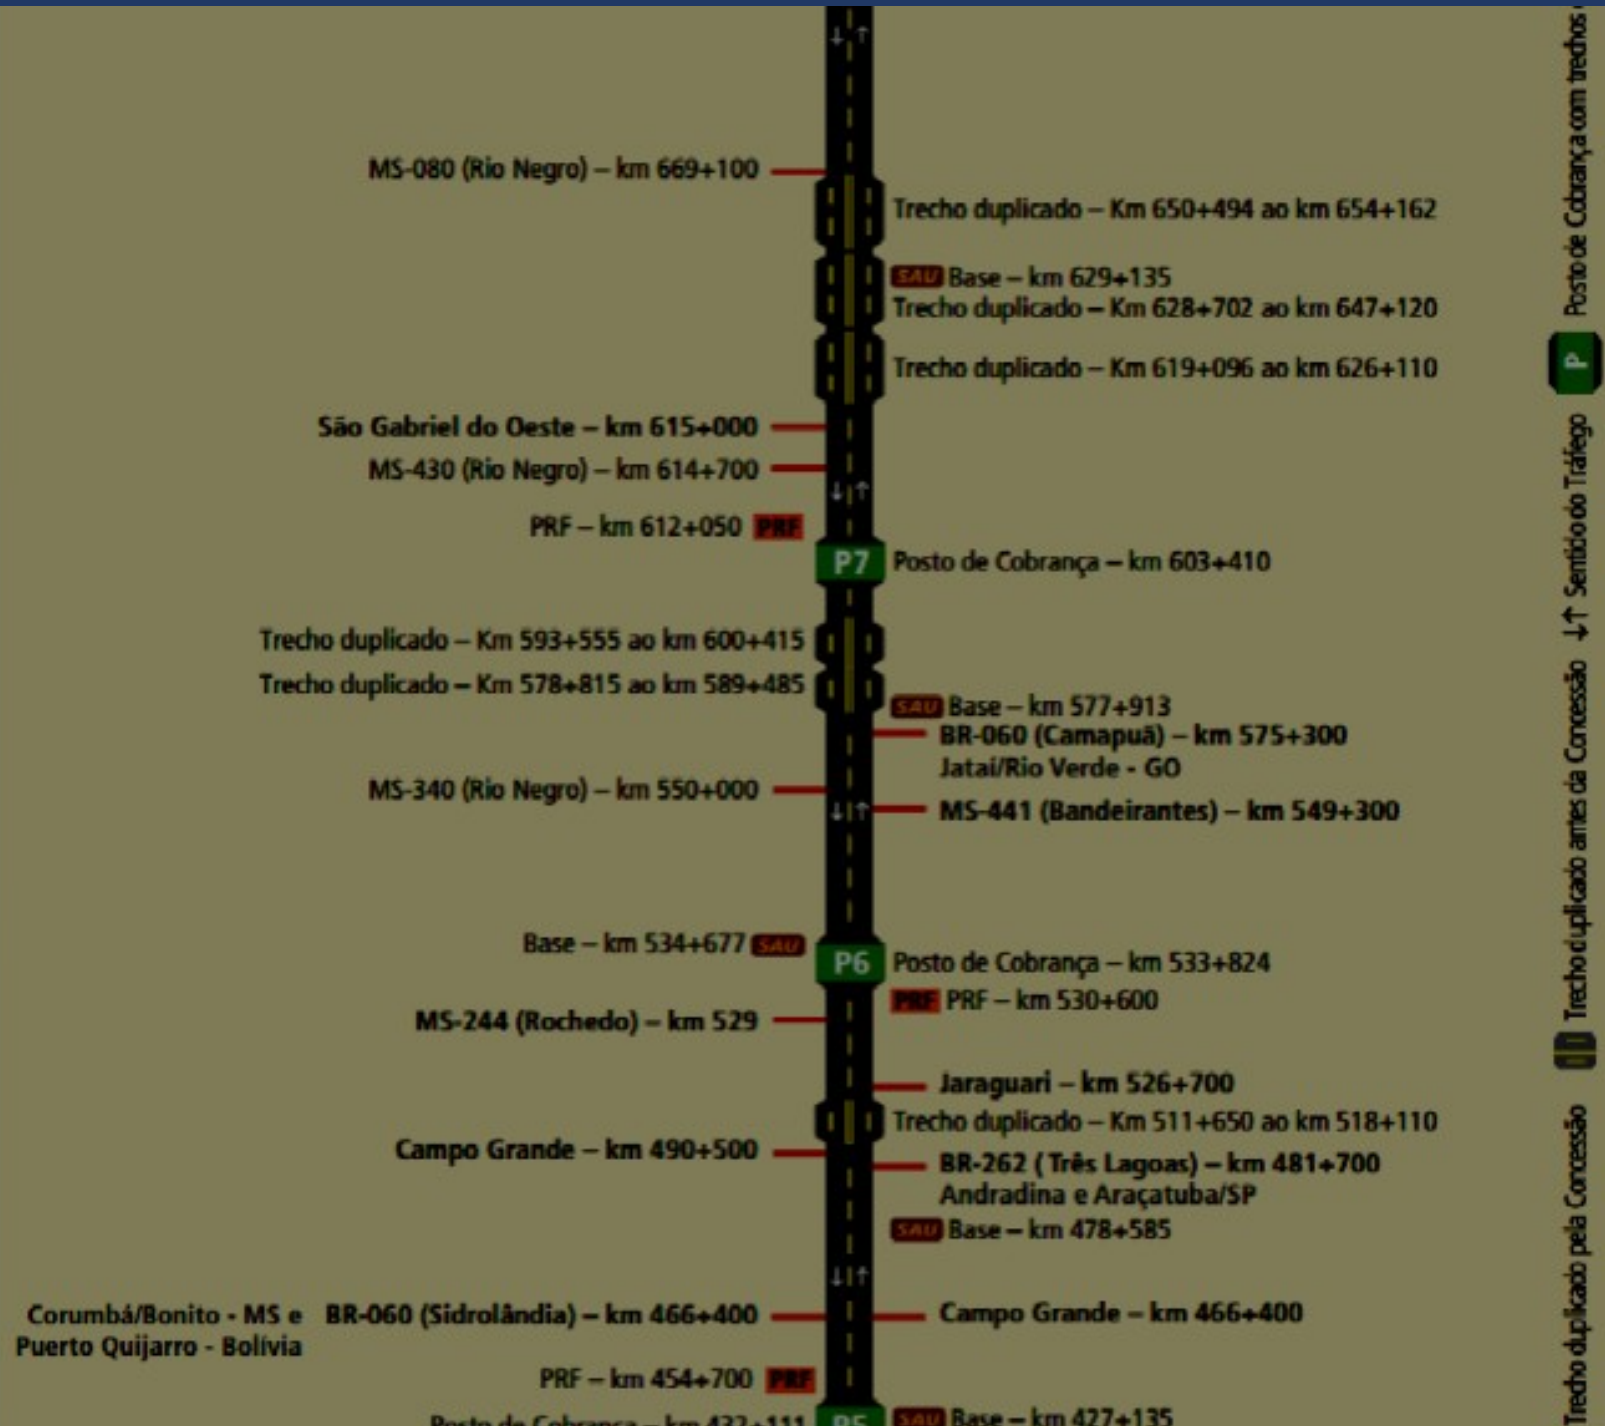 MS-080 (Rio Negro) – km 669+100
Trecho duplicado – Km 650+494 ao km 654+162
SAU Base – km 629+135
Trecho duplicado – Km 628+702 ao km 647+120
Trecho duplicado – Km 619+096 ao km 626+110
São Gabriel do Oeste – km 615+000
MS-430 (Rio Negro) – km 614+700
PRF – km 612+050 PRF
P7 Posto de Cobrança – km 603+410
Trecho duplicado – Km 593+555 ao km 600+415
Trecho duplicado – Km 578+815 ao km 589+485
SAU Base – km 577+913
BR-060 (Camapuã) – km 575+300
Jataí/Rio Verde - GO
MS-340 (Rio Negro) – km 550+000
MS-441 (Bandeirantes) – km 549+300
Base – km 534+677 SAU
P6 Posto de Cobrança – km 533+824
PRF PRF – km 530+600
MS-244 (Rochedo) – km 529
Jaraguari – km 526+700
Trecho duplicado – Km 511+650 ao km 518+110
Campo Grande – km 490+500
BR-262 ( Três Lagoas) – km 481+700
Andradina e Araçatuba/SP
SAU Base – km 478+585
Corumbá/Bonito - MS e
Puerto Quijarro - Bolívia
BR-060 (Sidrolândia) – km 466+400
Campo Grande – km 466+400
PRF – km 454+700 PRF
Posto de Cobrança – km 432+111 P5
SAU Base – km 427+135
Trecho duplicado pela Concessão
Trecho duplicado antes da Concessão
↓↑ Sentido do Tráfego
P Posto de Cobrança com trechos